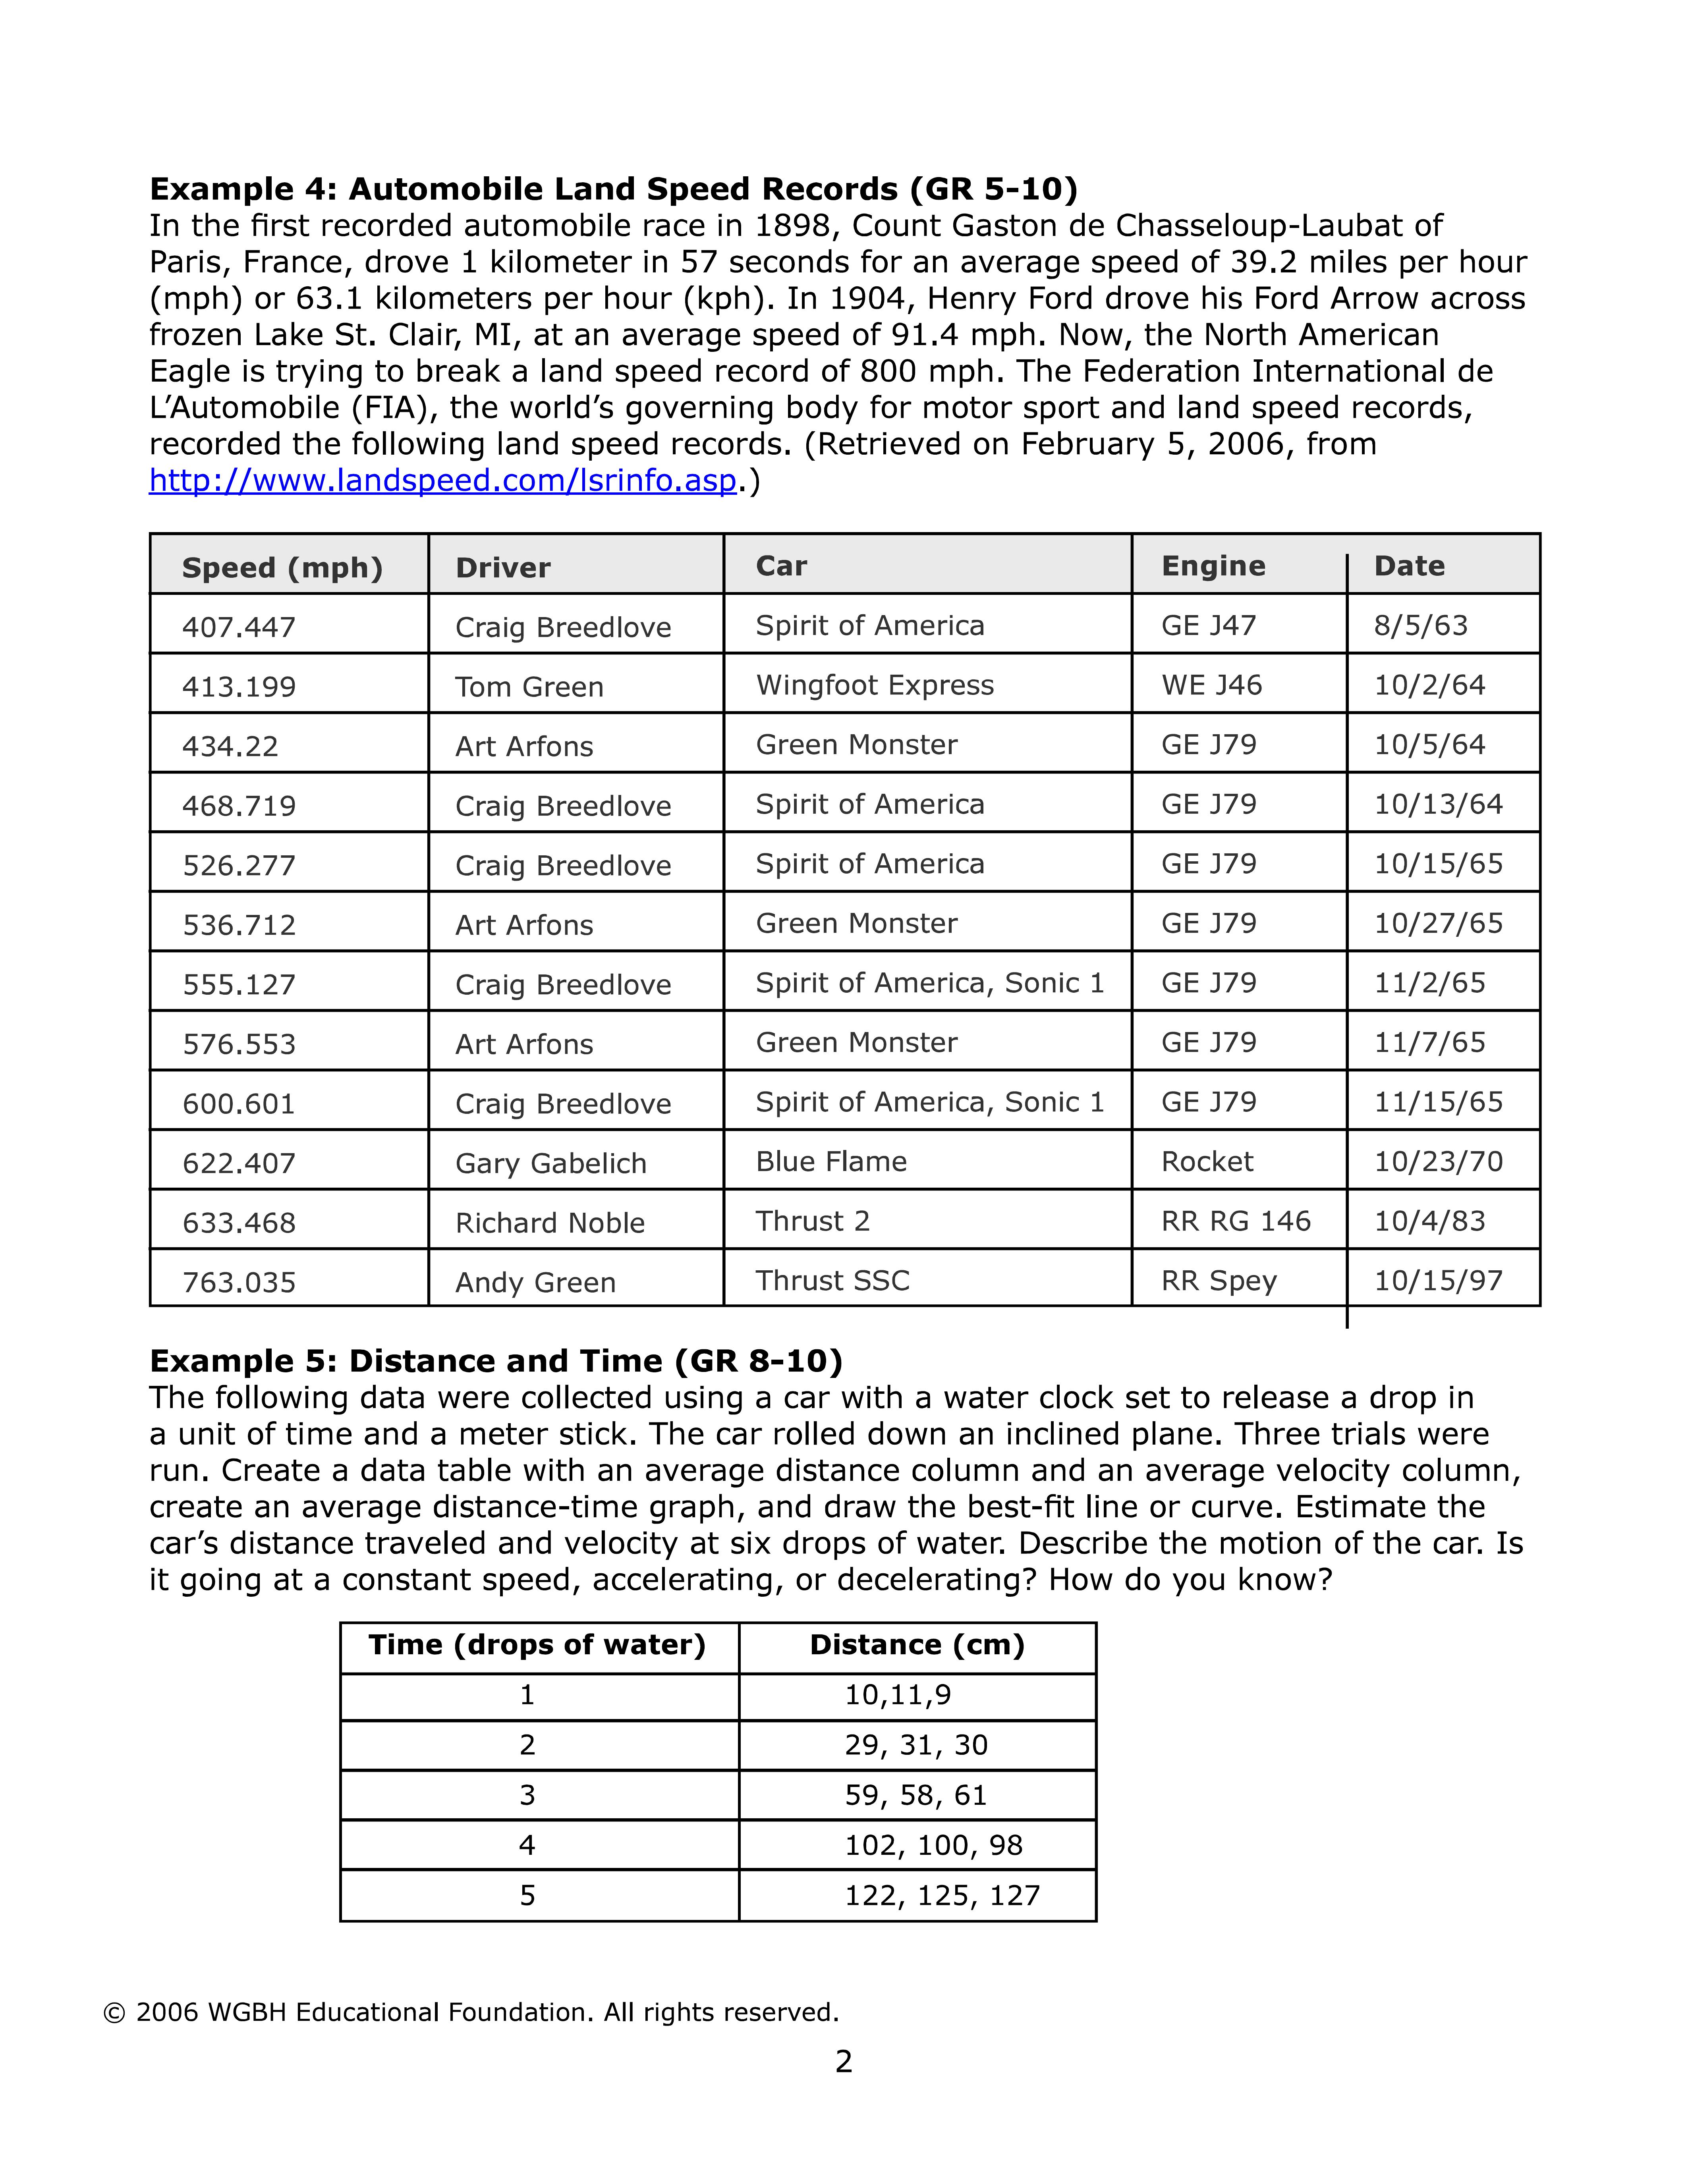 Example 4: Automobile Land Speed Records (GR 5-10)
In the first recorded automobile race in 1898, Count Gaston de Chasseloup-Laubat of
Paris, France, drove 1 kilometer in 57 seconds for an average speed of 39.2 miles per hour
(mph) or 63.1 kilometers per hour (kph). In 1904, Henry Ford drove his Ford Arrow across
frozen Lake St. Clair, MI, at an average speed of 91.4 mph. Now, the North American
Eagle is trying to break a land speed record of 800 mph. The Federation International de
L’Automobile (FIA), the world’s governing body for motor sport and land speed records,
recorded the following land speed records. (Retrieved on February 5, 2006, from
http://www.landspeed.com/lsrinfo.asp.)
Speed (mph) Driver Car Engine Date
407.447 Craig Breedlove Spirit of America GE J47 8/5/63
413.199 Tom Green Wingfoot Express WE J46 10/2/64
434.22 Art Arfons Green Monster GE J79 10/5/64
468.719 Craig Breedlove Spirit of America GE J79 10/13/64
526.277 Craig Breedlove Spirit of America GE J79 10/15/65
536.712 Art Arfons Green Monster GE J79 10/27/65
555.127 Craig Breedlove Spirit of America, Sonic 1 GE J79 11/2/65
576.553 Art Arfons Green Monster GE J79 11/7/65
600.601 Craig Breedlove Spirit of America, Sonic 1 GE J79 11/15/65
622.407 Gary Gabelich Blue Flame Rocket 10/23/70
633.468 Richard Noble Thrust 2 RR RG 146 10/4/83
763.035 Andy Green Thrust SSC RR Spey 10/15/97
Example 5: Distance and Time (GR 8-10)
The following data were collected using a car with a water clock set to release a drop in
a unit of time and a meter stick. The car rolled down an inclined plane. Three trials were
run. Create a data table with an average distance column and an average velocity column,
create an average distance-time graph, and draw the best-fit line or curve. Estimate the
car’s distance traveled and velocity at six drops of water. Describe the motion of the car. Is
it going at a constant speed, accelerating, or decelerating? How do you know?
Time (drops of water) Distance (cm)
1 10,11,9
2 29, 31, 30
3 59, 58, 61
4 102, 100, 98
5 122, 125, 127
© 2006 WGBH Educational Foundation. All rights reserved.
2